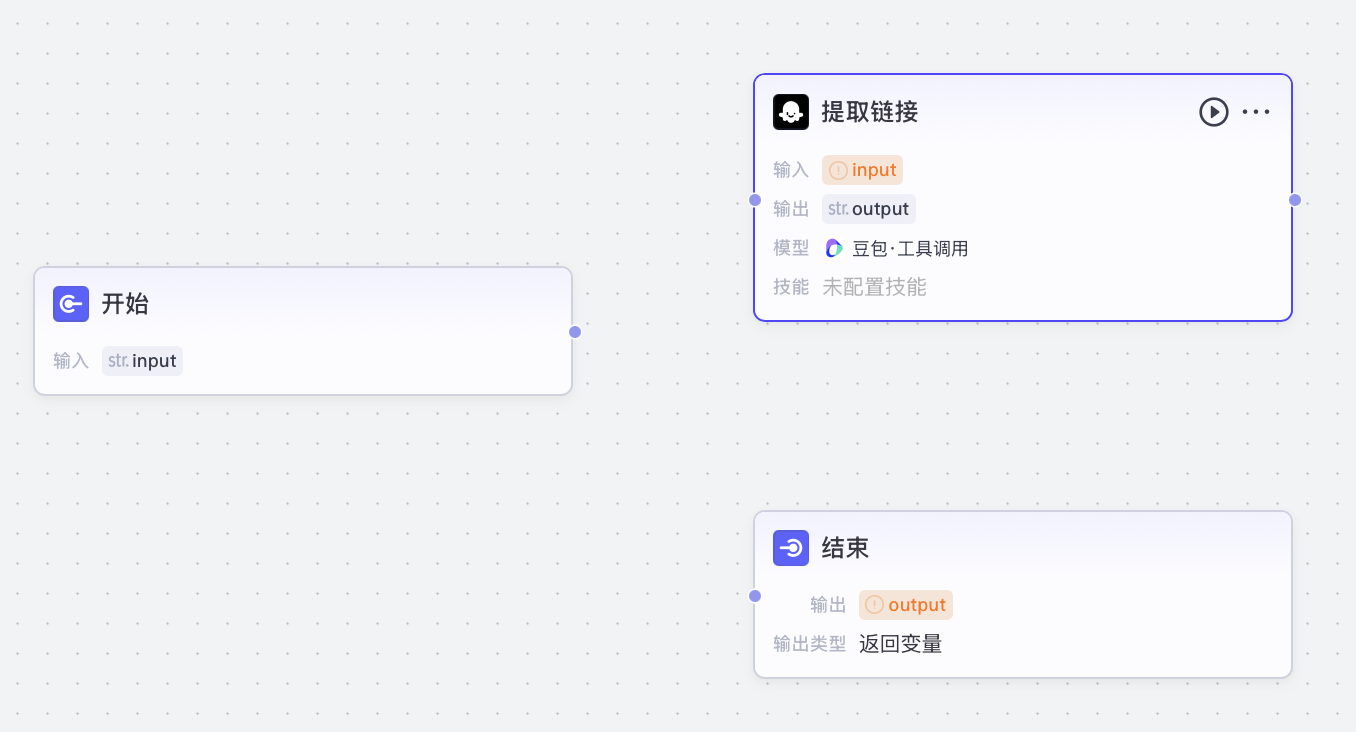 提取链接
输入 input
输出 str. output
模型 豆包·工具调用
技能 未配置技能
开始
输入 str. input
结束
输出 output
输出类型 返回变量